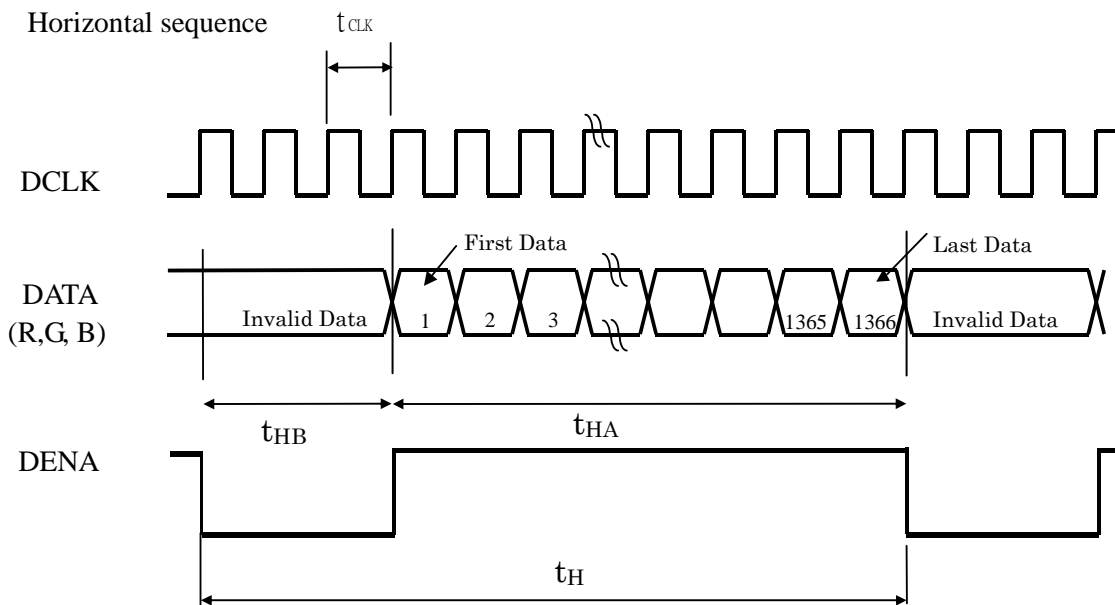 Horizontal sequence
tCLK
DCLK
First Data
Last Data
DATA
(R,G, B)
Invalid Data
1
2
3
1365
1366
Invalid Data
tHB
tHA
DENA
tH